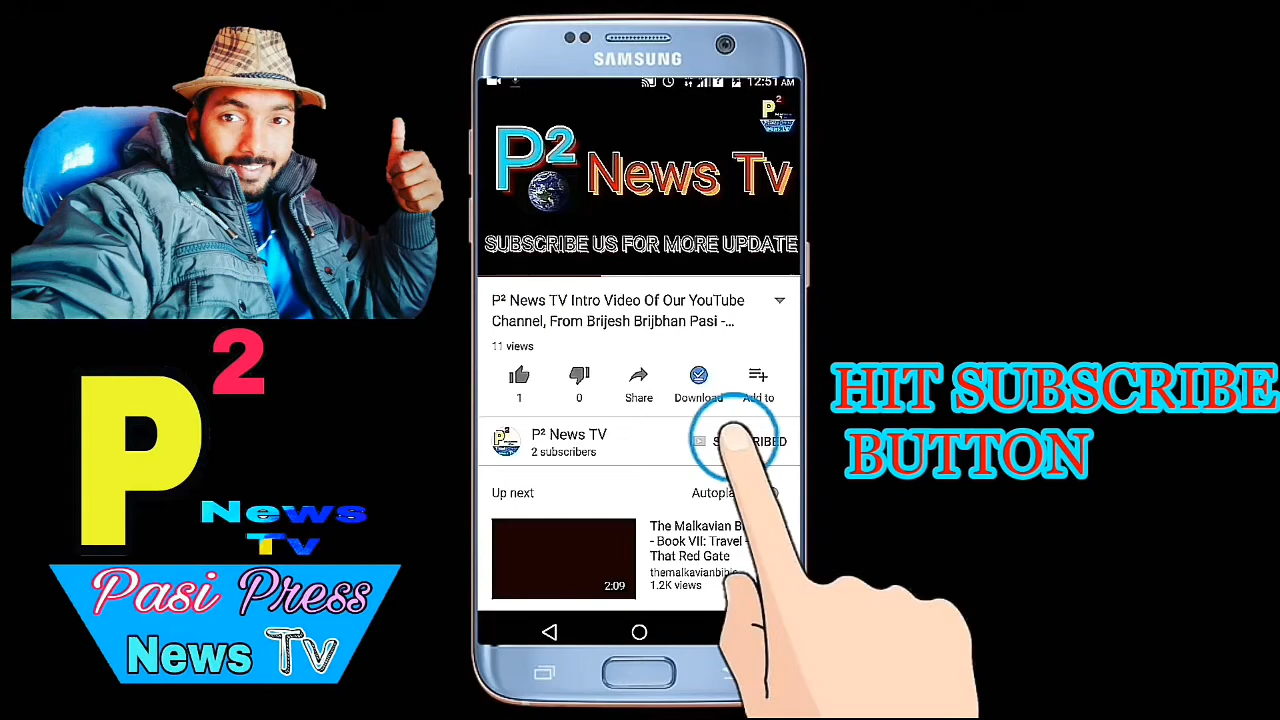 P²
News
Tv
Pasi Press
News Tv
SAMSUNG
12:51 AM
P²
P² News Tv
SUBSCRIBE US FOR MORE UPDATE
P² News TV Intro Video Of Our YouTube
Channel, From Brijesh Brijbhan Pasi -...
11 views
1
0
Share
Download
Add to
P² News TV
2 subscribers
Up next
2:09
The Malkavian
- Book VII: Travel -
That Red Gate
1.2K views
HIT SUBSCRIBE
BUTTON